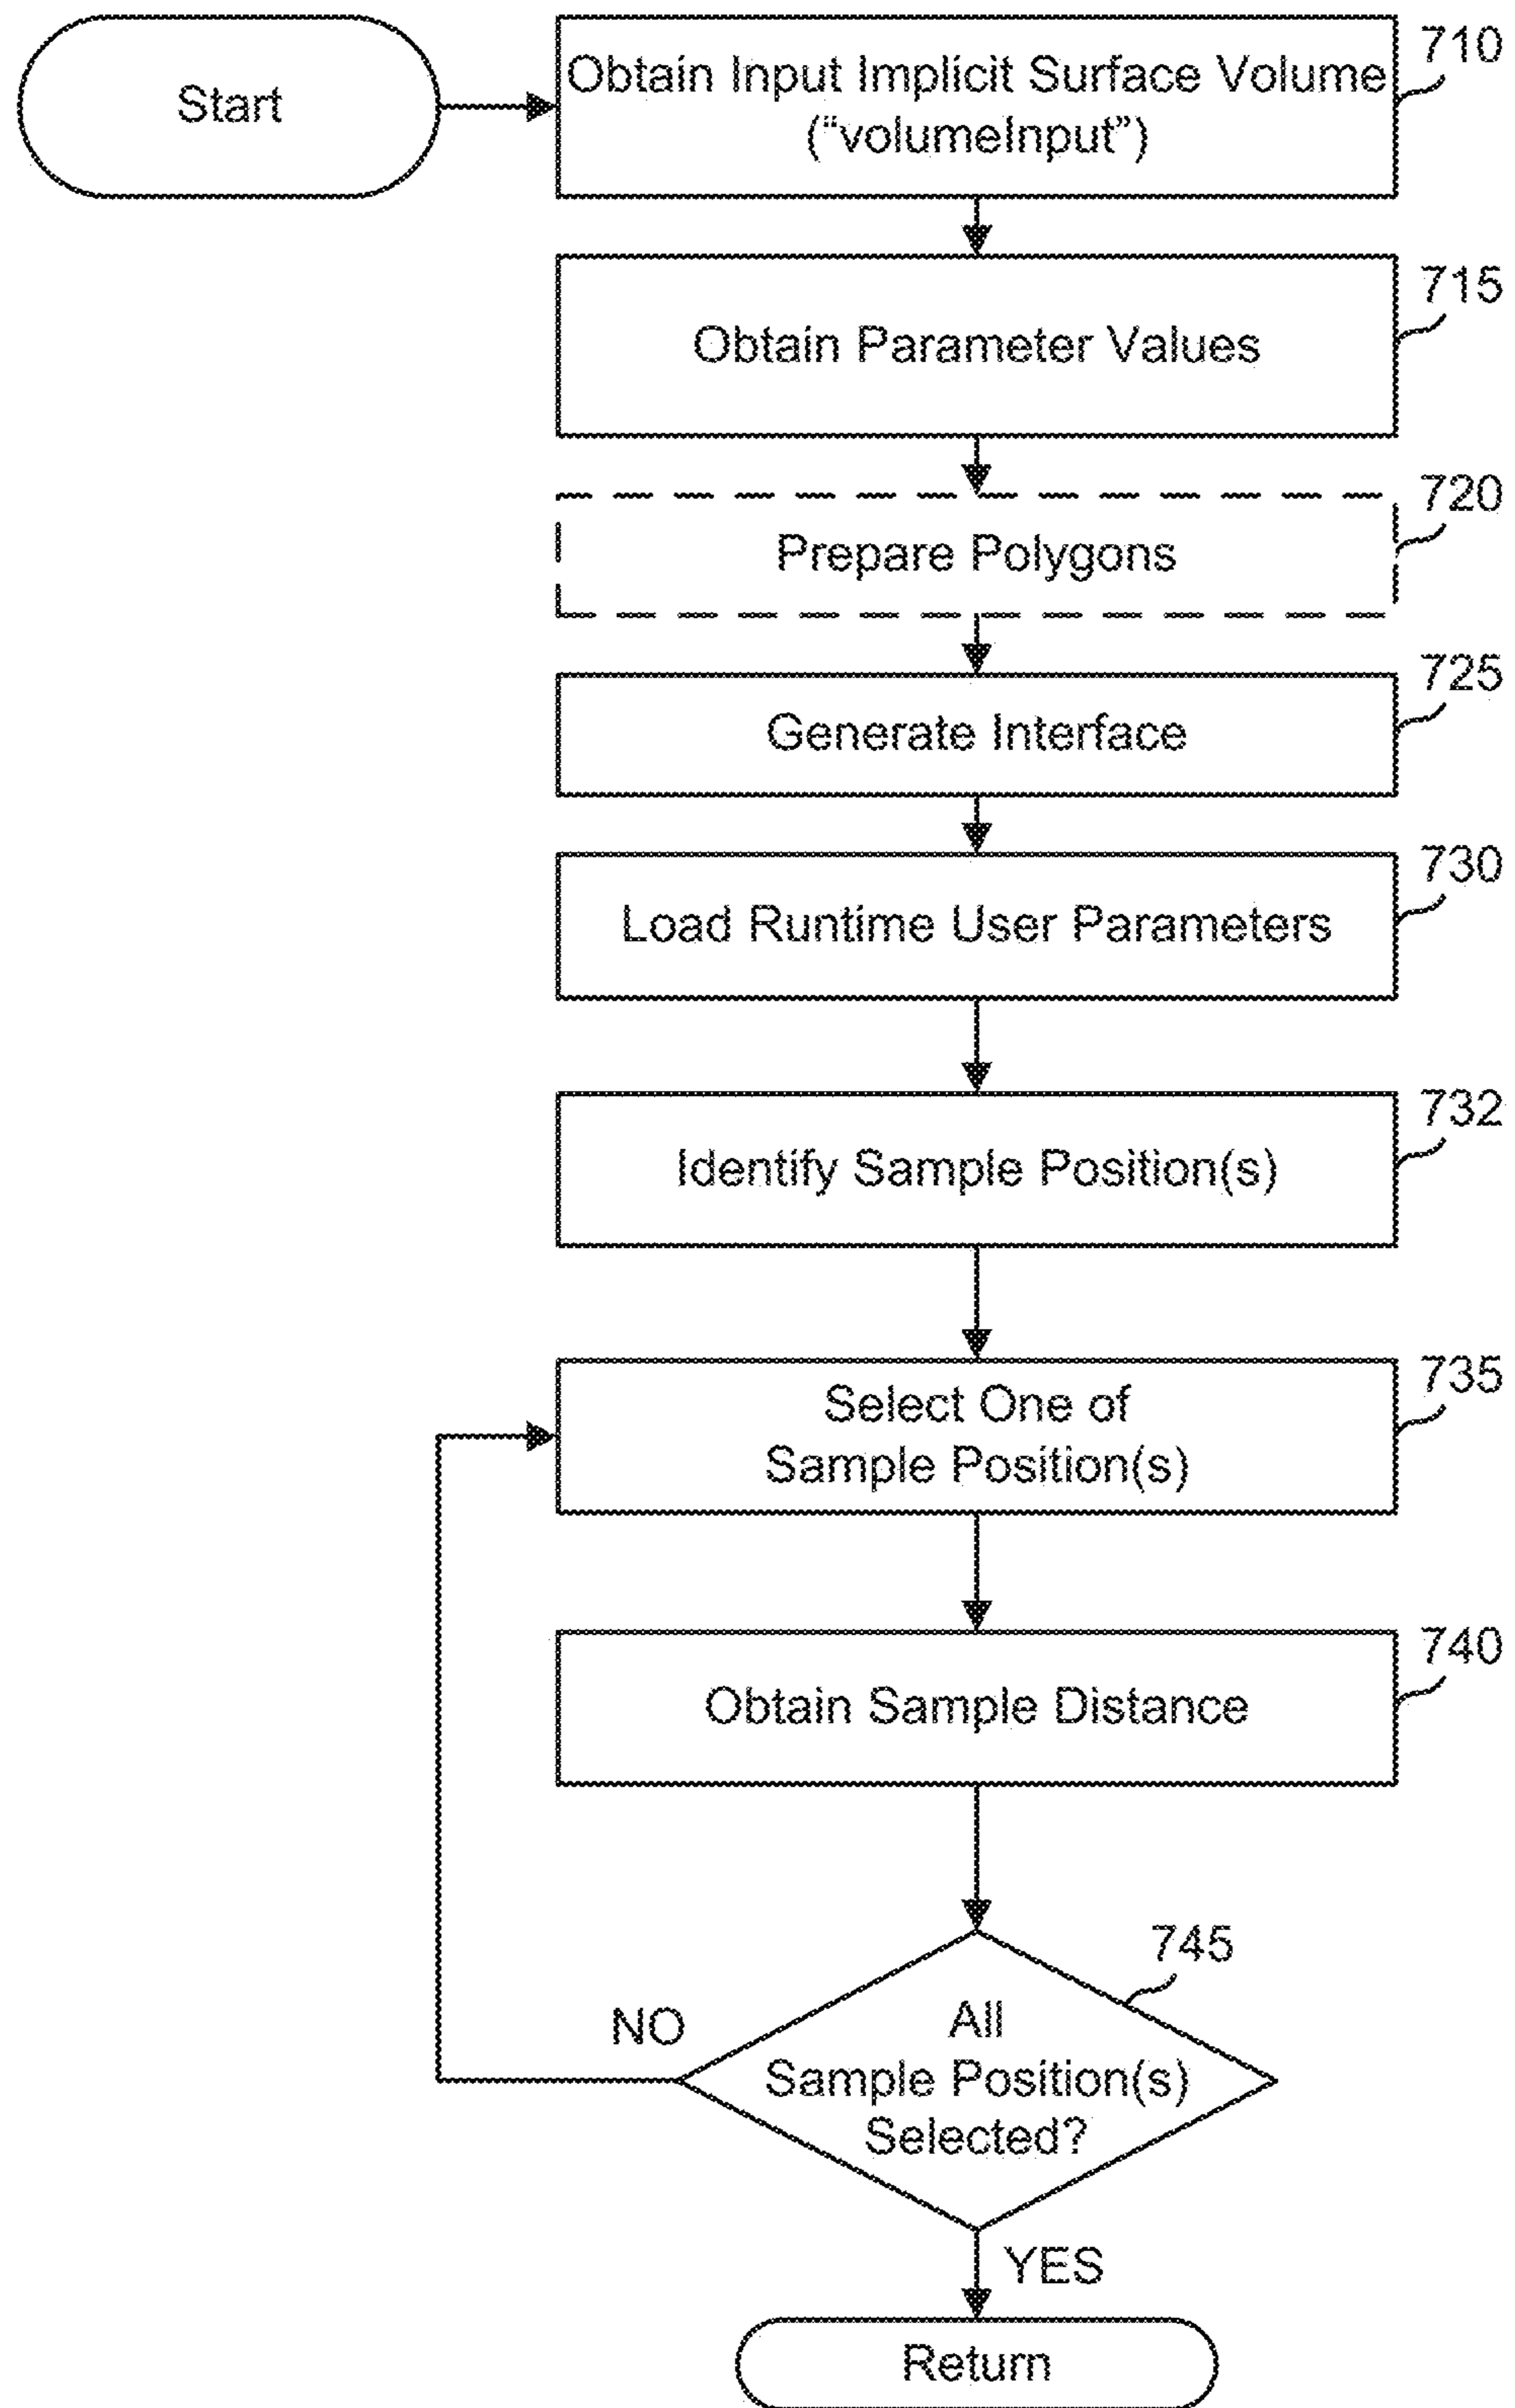 Start
Obtain Input Implicit Surface Volume
(“volumeInput”)
710
Obtain Parameter Values
715
Prepare Polygons
720
Generate Interface
725
Load Runtime User Parameters
730
Identify Sample Position(s)
732
Select One of
Sample Position(s)
735
Obtain Sample Distance
740
745
All
Sample Position(s)
Selected?
NO
YES
Return